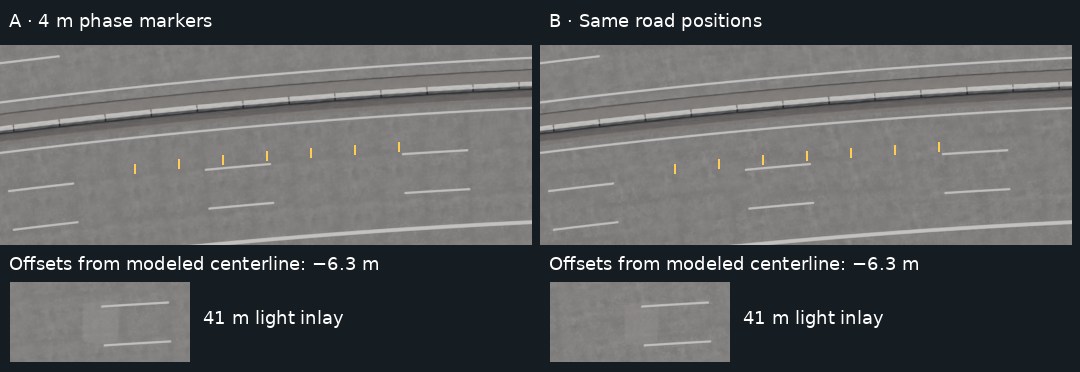 A · 4 m phase markers
B · Same road positions
Offsets from modeled centerline: −6.3 m
Offsets from modeled centerline: −6.3 m
41 m light inlay
41 m light inlay